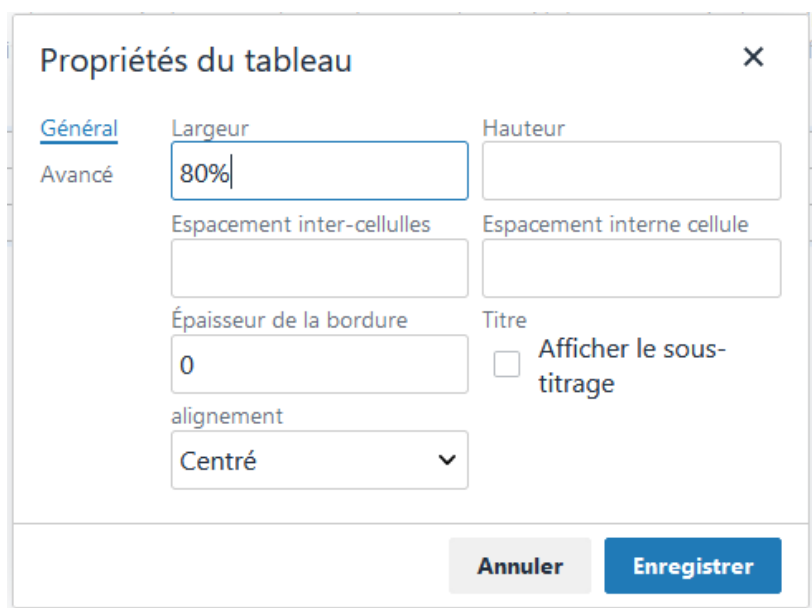 Propriétés du tableau
Général
Avancé
Largeur
Hauteur
80%
Espacement inter-cellulles
Espacement interne cellule
Épaisseur de la bordure
Titre
0
Afficher le sous-
titrage
alignement
Centré
Annuler
Enregistrer